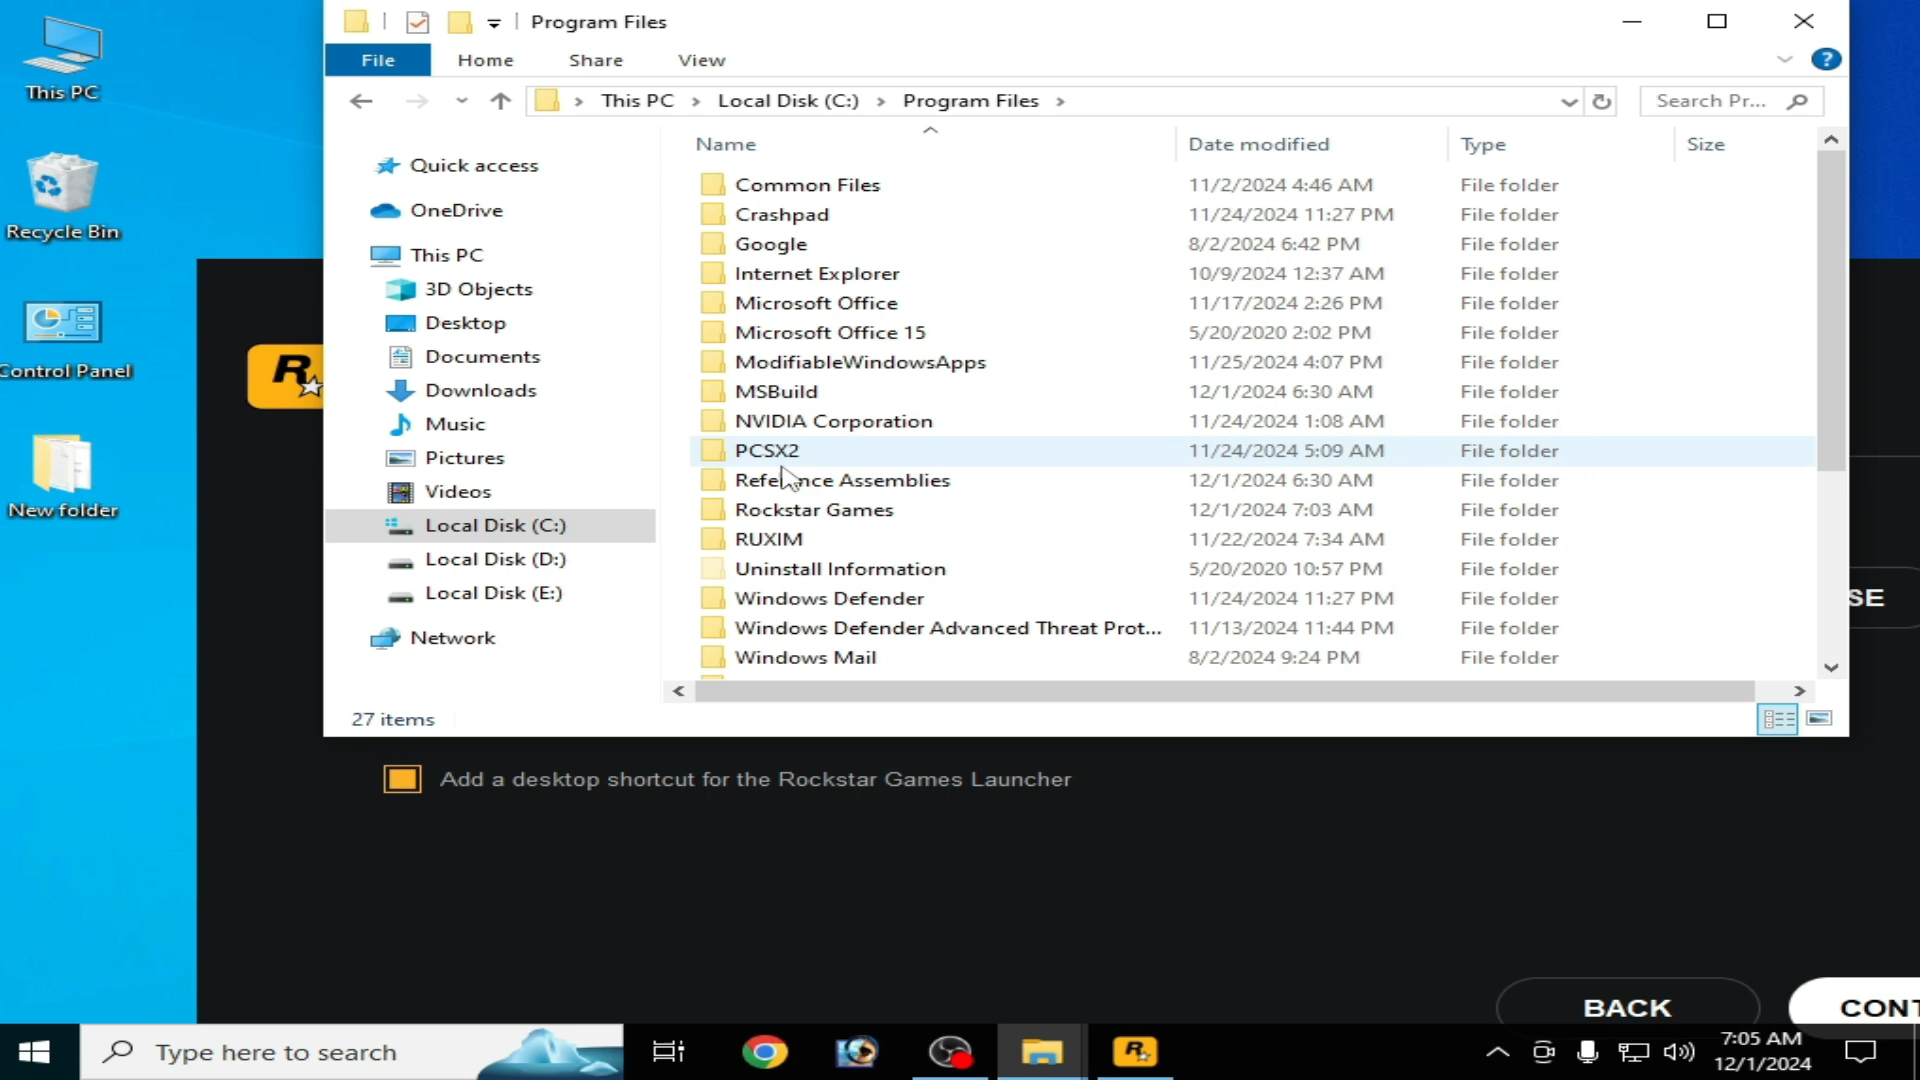 This PC
Recycle Bin
Control Panel
New folder
Program Files
File Home Share View
This PC Local Disk (C:) Program Files
Search Pr...
Quick access
OneDrive
This PC
3D Objects
Desktop
Documents
Downloads
Music
Pictures
Videos
Local Disk (C:)
Local Disk (D:)
Local Disk (E:)
Network
Name Date modified Type Size
Common Files 11/2/2024 4:46 AM File folder
Crashpad 11/24/2024 11:27 PM File folder
Google 8/2/2024 6:42 PM File folder
Internet Explorer 10/9/2024 12:37 AM File folder
Microsoft Office 11/17/2024 2:26 PM File folder
Microsoft Office 15 5/20/2020 2:02 PM File folder
ModifiableWindowsApps 11/25/2024 4:07 PM File folder
MSBuild 12/1/2024 6:30 AM File folder
NVIDIA Corporation 11/24/2024 1:08 AM File folder
PCSX2 11/24/2024 5:09 AM File folder
Reference Assemblies 12/1/2024 6:30 AM File folder
Rockstar Games 12/1/2024 7:03 AM File folder
RUXIM 11/22/2024 7:34 AM File folder
Uninstall Information 5/20/2020 10:57 PM File folder
Windows Defender 11/24/2024 11:27 PM File folder
Windows Defender Advanced Threat Prot... 11/13/2024 11:44 PM File folder
Windows Mail 8/2/2024 9:24 PM File folder
27 items
SE
Add a desktop shortcut for the Rockstar Games Launcher
BACK
CONT
Type here to search
7:05 AM
12/1/2024